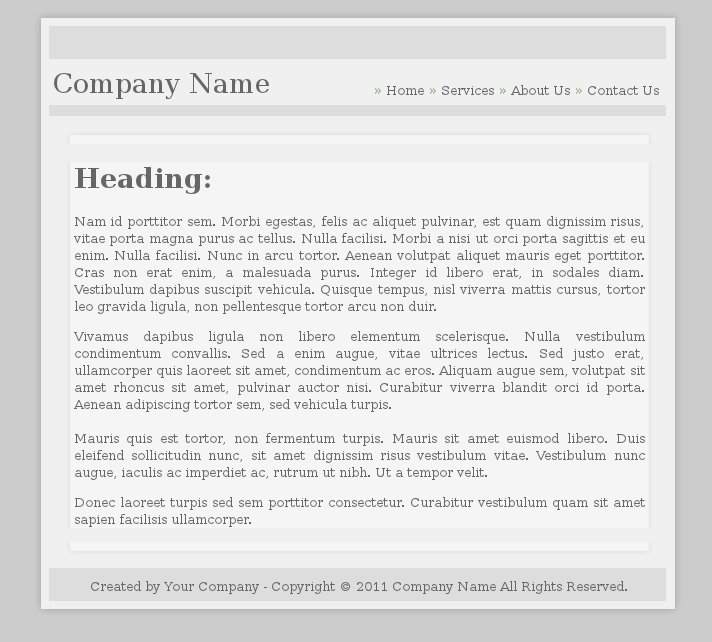 Company Name
» Home » Services » About Us » Contact Us
Heading:
Nam id porttitor sem. Morbi egestas, felis ac aliquet pulvinar, est quam dignissim risus,
vitae porta magna purus ac tellus. Nulla facilisi. Morbi a nisi ut orci porta sagittis et eu
enim. Nulla facilisi. Nunc in arcu tortor. Aenean volutpat aliquet mauris eget porttitor.
Cras non erat enim, a malesuada purus. Integer id libero erat, in sodales diam.
Vestibulum dapibus suscipit vehicula. Quisque tempus, nisl viverra mattis cursus, tortor
leo gravida ligula, non pellentesque tortor arcu non duir.
Vivamus dapibus ligula non libero elementum scelerisque. Nulla vestibulum
condimentum convallis. Sed a enim augue, vitae ultrices lectus. Sed justo erat,
ullamcorper quis laoreet sit amet, condimentum ac eros. Aliquam augue sem, volutpat sit
amet rhoncus sit amet, pulvinar auctor nisi. Curabitur viverra blandit orci id porta.
Aenean adipiscing tortor sem, sed vehicula turpis.
Mauris quis est tortor, non fermentum turpis. Mauris sit amet euismod libero. Duis
eleifend sollicitudin nunc, sit amet dignissim risus vestibulum vitae. Vestibulum nunc
augue, iaculis ac imperdiet ac, rutrum ut nibh. Ut a tempor velit.
Donec laoreet turpis sed sem porttitor consectetur. Curabitur vestibulum quam sit amet
sapien facilisis ullamcorper.
Created by Your Company - Copyright © 2011 Company Name All Rights Reserved.